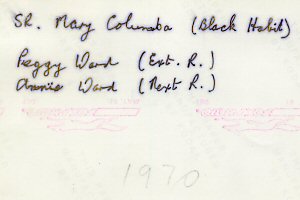 Sr. Mary Columba (Black Habit)
Peggy Ward (Ext. R.)
Annie Ward (Next R.)
1970